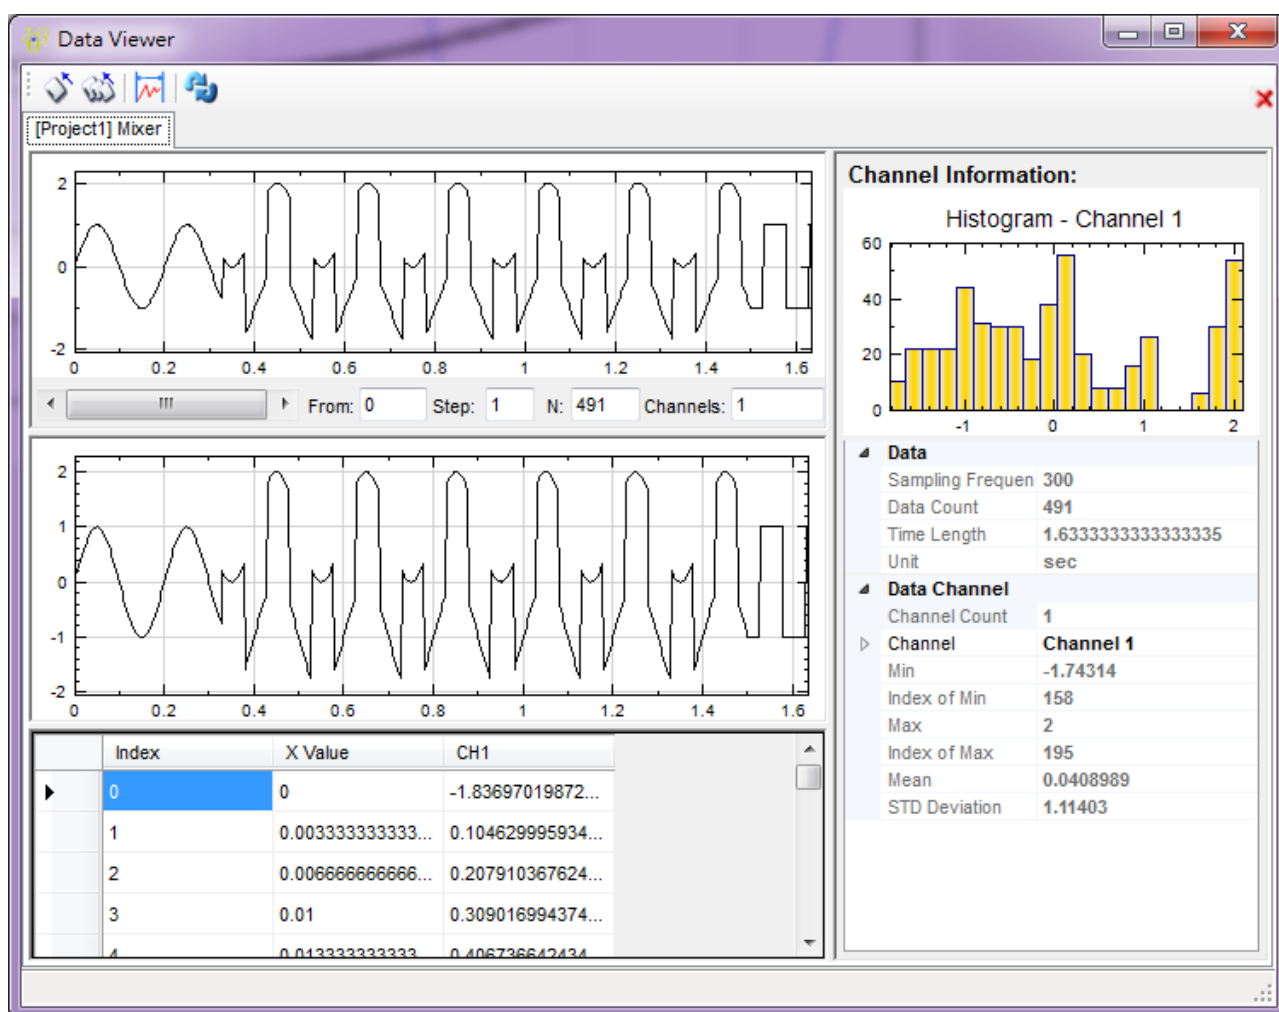 Data Viewer
[Project1] Mixer
2
0
-2
0 0.2 0.4 0.6 0.8 1 1.2 1.4 1.6
From: 0 Step: 1 N: 491 Channels: 1
2
1
0
-1
-2
0 0.2 0.4 0.6 0.8 1 1.2 1.4 1.6
Index X Value CH1
0 0 -1.83697019872...
1 0.003333333333... 0.104629995934...
2 0.006666666666... 0.207910367624...
3 0.01 0.309016994374...
4 0.013333333333... 0.406736642434...
Channel Information:
Histogram - Channel 1
60
40
20
0
-1 0 1 2
Data
Sampling Frequen 300
Data Count 491
Time Length 1.6333333333333335
Unit sec
Data Channel
Channel Count 1
Channel Channel 1
Min -1.74314
Index of Min 158
Max 2
Index of Max 195
Mean 0.0408989
STD Deviation 1.11403